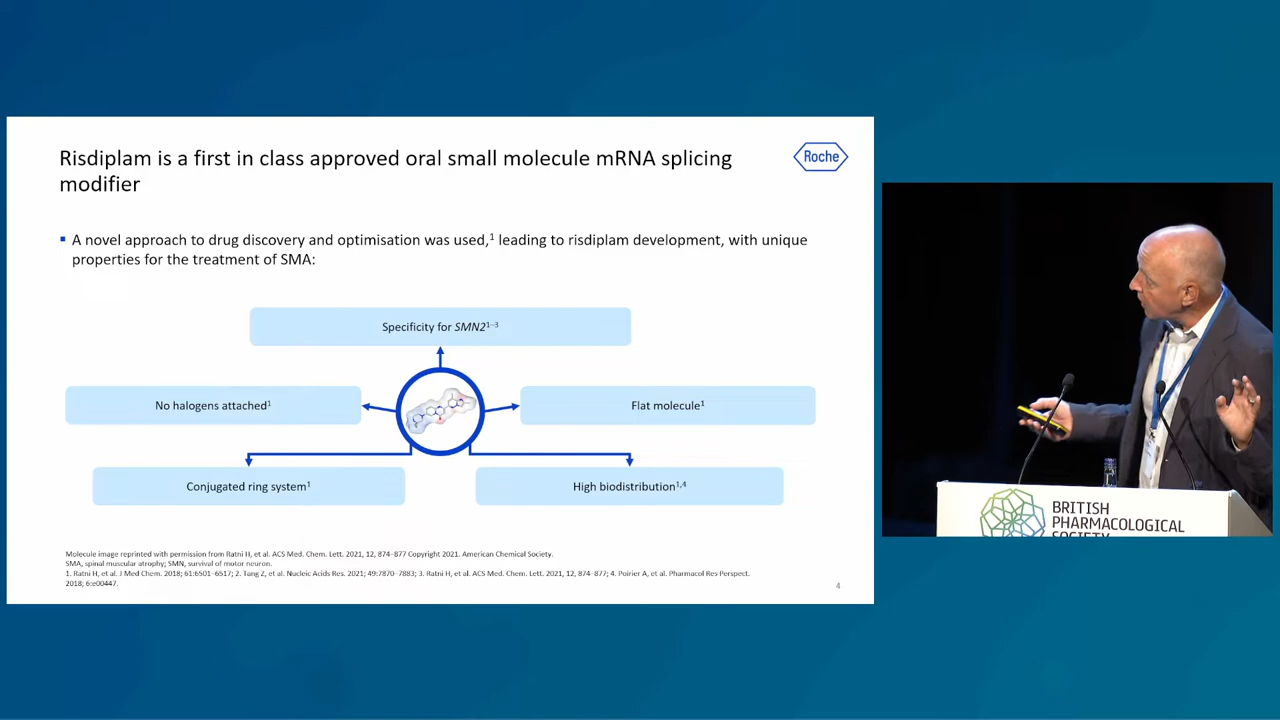 Risdiplam is a first in class approved oral small molecule mRNA splicing
modifier
Roche
▪ A novel approach to drug discovery and optimisation was used,¹ leading to risdiplam development, with unique
properties for the treatment of SMA:
Specificity for SMN2¹⁻³
No halogens attached¹
Flat molecule¹
Conjugated ring system¹
High biodistribution¹,⁴
Molecule image reprinted with permission from Ratni H, et al. ACS Med. Chem. Lett. 2021, 12, 874–877 Copyright 2021. American Chemical Society.
SMA, spinal muscular atrophy; SMN, survival of motor neuron.
1. Ratni H, et al. J Med Chem. 2018; 61:6501–6517; 2. Tang Z, et al. Nucleic Acids Res. 2021; 49:7870–7883; 3. Ratni H, et al. ACS Med. Chem. Lett. 2021, 12, 874–877; 4. Poirier A, et al. Pharmacol Res Perspect.
2018; 6:e00447.
4
BRITISH
PHARMACOLOGICAL
SOCIETY